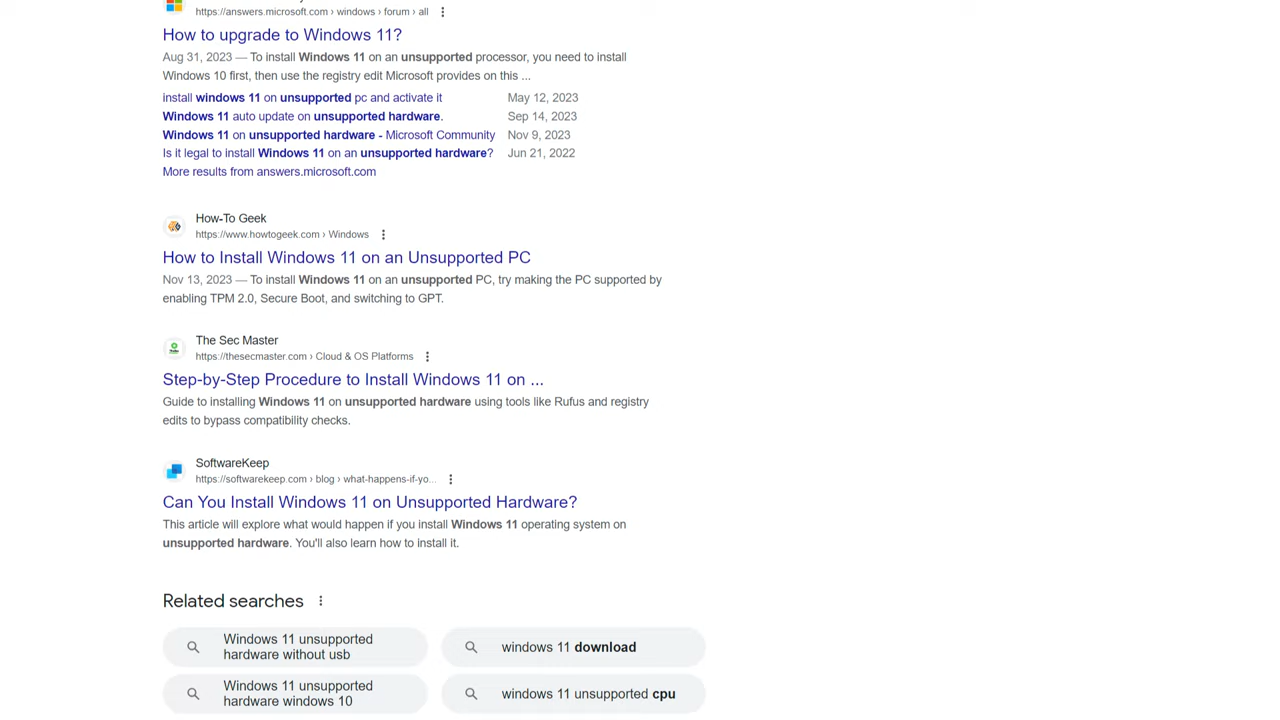 https://answers.microsoft.com › windows › forum › all
How to upgrade to Windows 11?
Aug 31, 2023 — To install Windows 11 on an unsupported processor, you need to install
Windows 10 first, then use the registry edit Microsoft provides on this ...
install windows 11 on unsupported pc and activate it May 12, 2023
Windows 11 auto update on unsupported hardware. Sep 14, 2023
Windows 11 on unsupported hardware - Microsoft Community Nov 9, 2023
Is it legal to install Windows 11 on an unsupported hardware? Jun 21, 2022
More results from answers.microsoft.com
How-To Geek
https://www.howtogeek.com › Windows
How to Install Windows 11 on an Unsupported PC
Nov 13, 2023 — To install Windows 11 on an unsupported PC, try making the PC supported by
enabling TPM 2.0, Secure Boot, and switching to GPT.
The Sec Master
https://thesecmaster.com › Cloud & OS Platforms
Step-by-Step Procedure to Install Windows 11 on ...
Guide to installing Windows 11 on unsupported hardware using tools like Rufus and registry
edits to bypass compatibility checks.
SoftwareKeep
https://softwarekeep.com › blog › what-happens-if-yo...
Can You Install Windows 11 on Unsupported Hardware?
This article will explore what would happen if you install Windows 11 operating system on
unsupported hardware. You'll also learn how to install it.
Related searches
Windows 11 unsupported
hardware without usb
windows 11 download
Windows 11 unsupported
hardware windows 10
windows 11 unsupported cpu